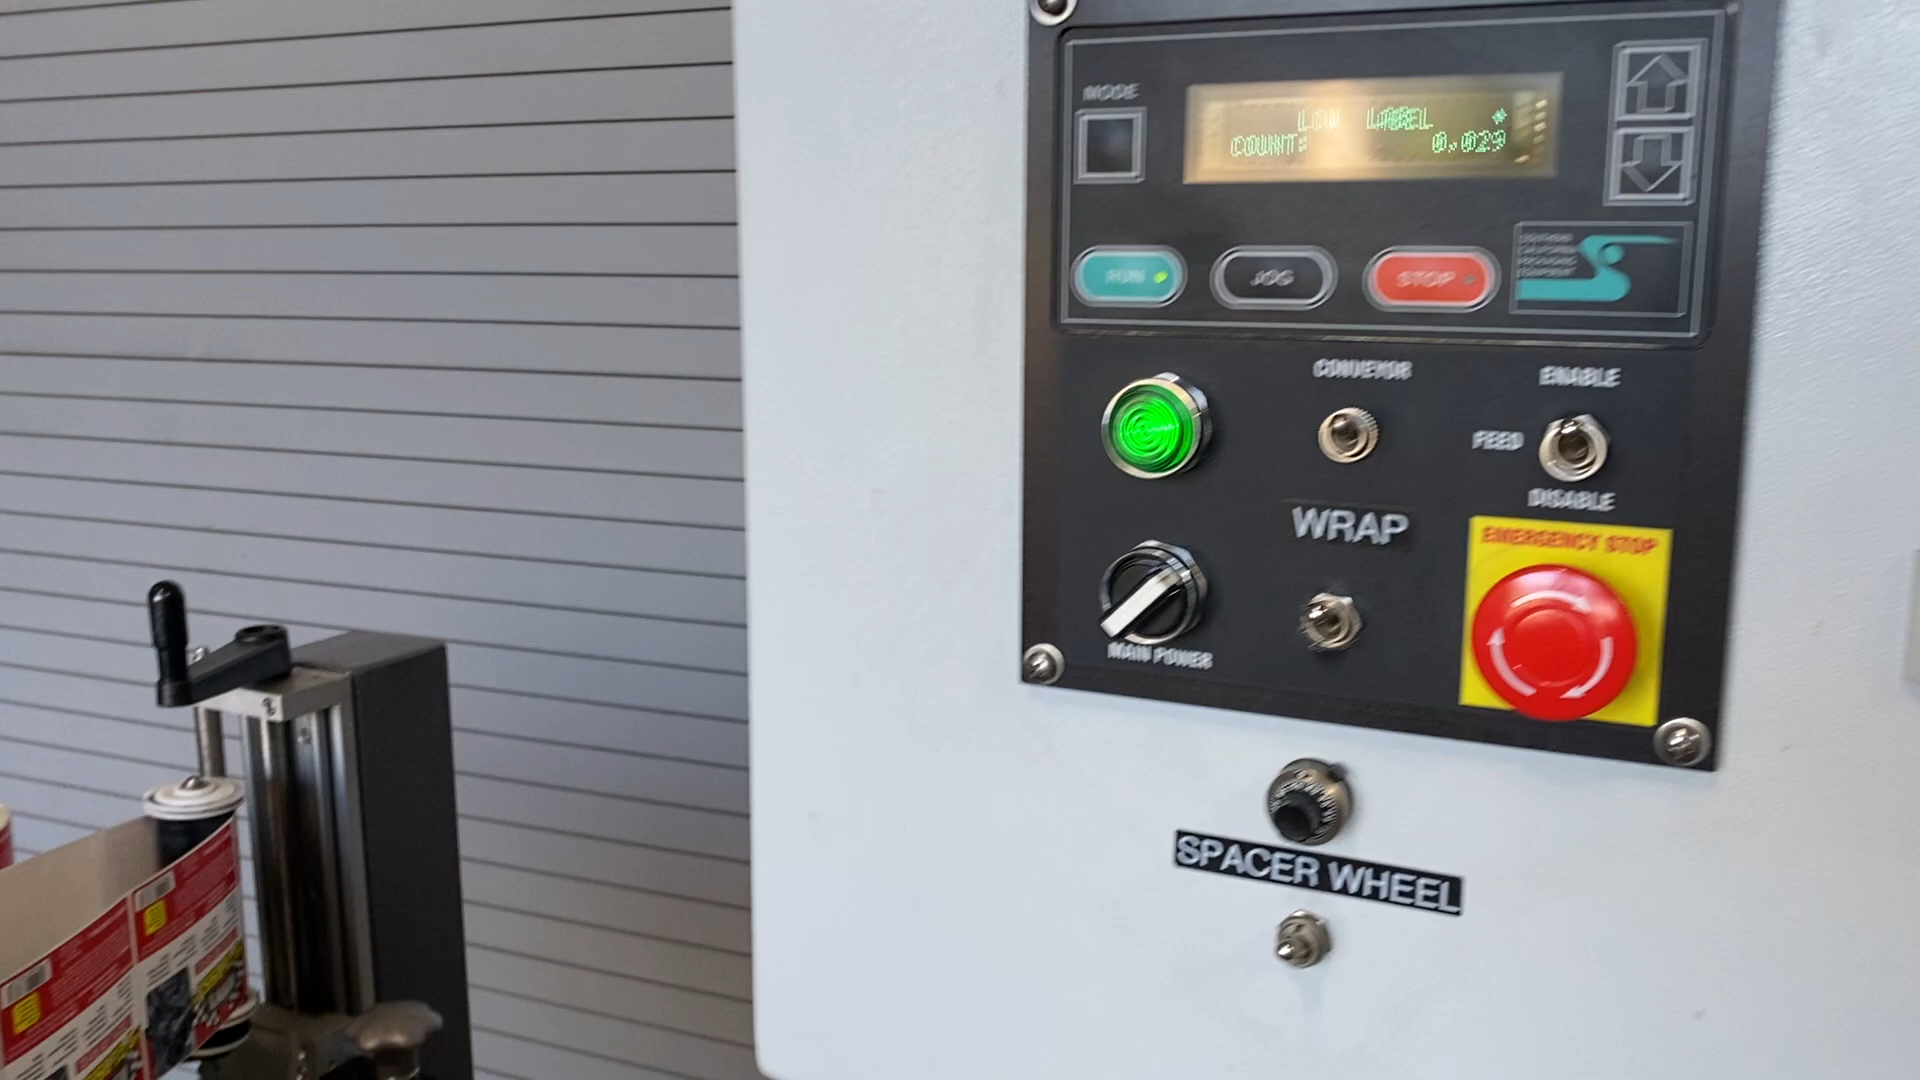 MODE
LOW LABEL *
COUNT: 0,029
RUN
JOG
STOP
CONVEYOR
ENABLE
FEED
DISABLE
WRAP
EMERGENCY STOP
MAIN POWER
SPACER WHEEL